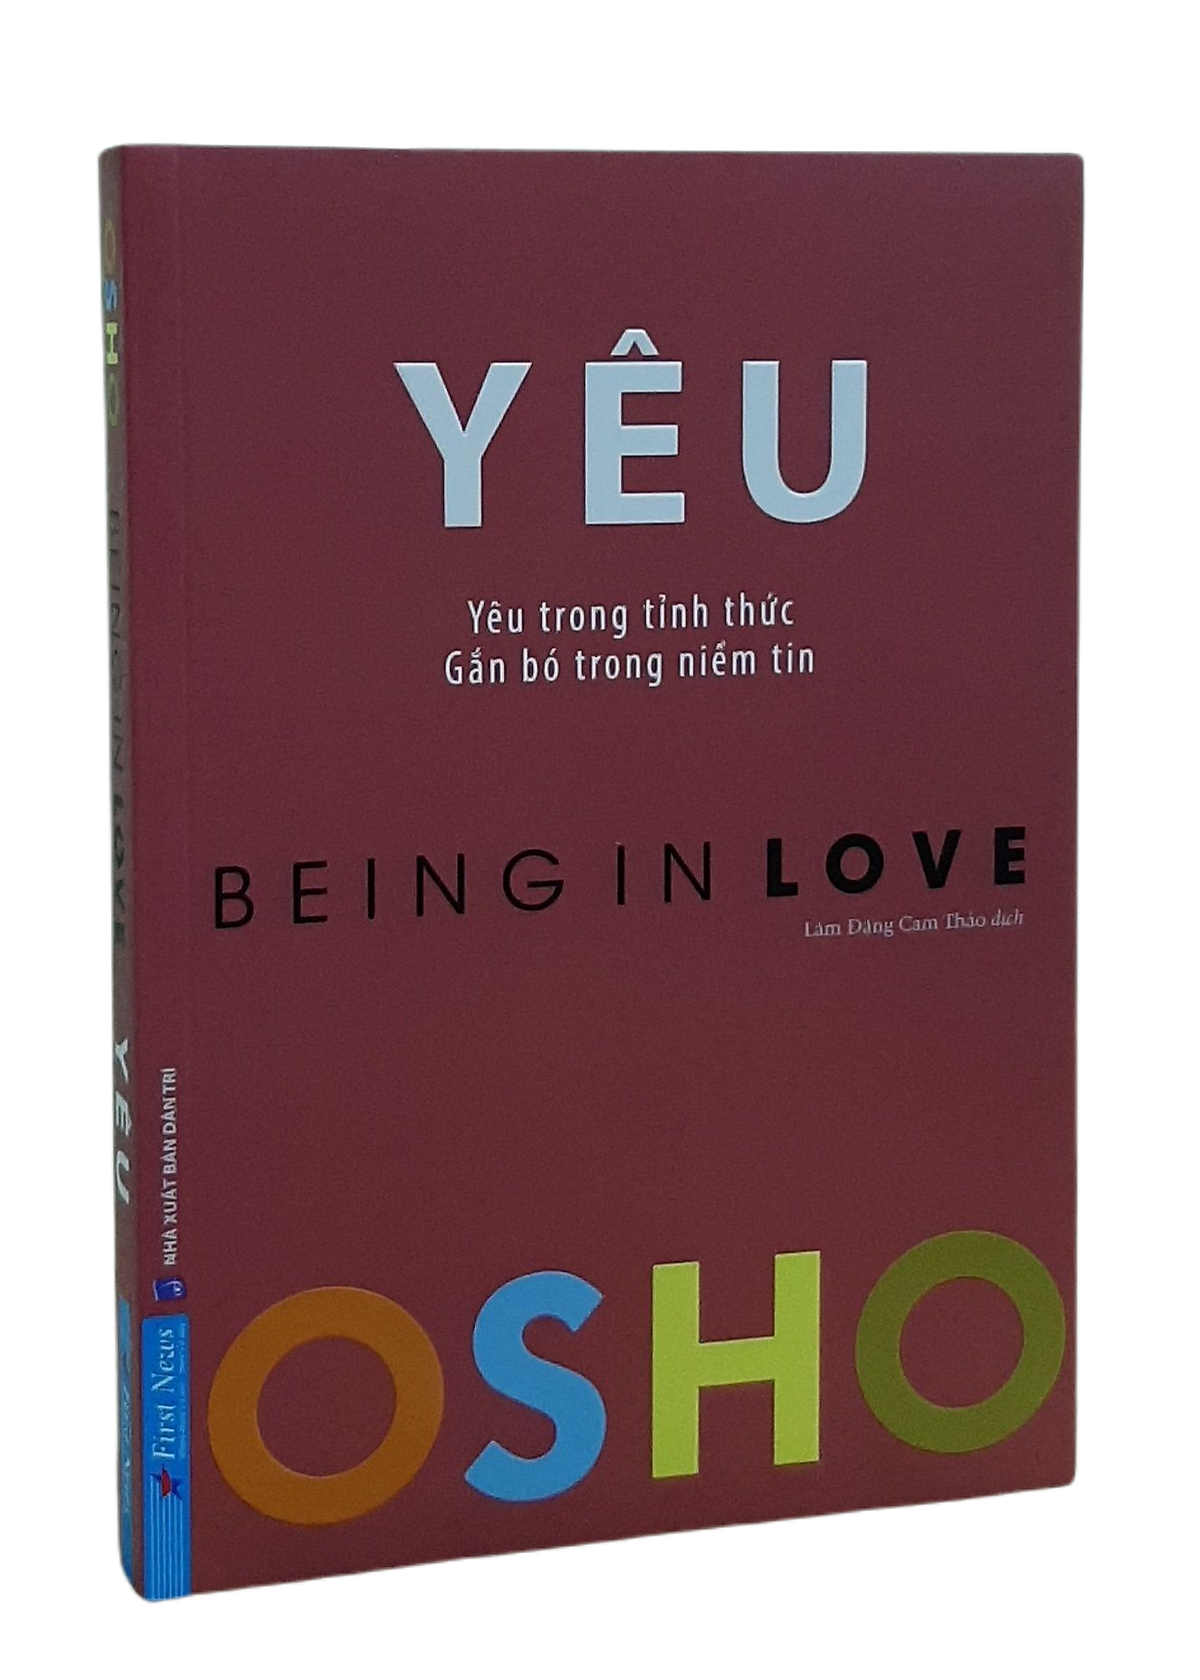 YÊU
Yêu trong tỉnh thức
Gắn bó trong niềm tin
BEING IN LOVE
Lâm Đặng Cam Thảo dịch
OSHO
NHÀ XUẤT BẢN DÂN TRÍ
First News
OSHO BEING IN LOVE YÊU